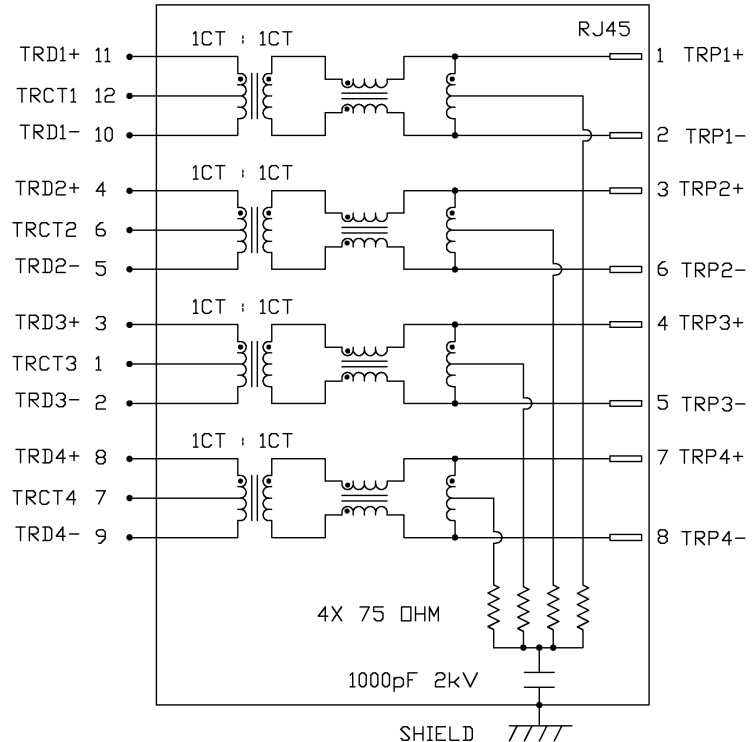 RJ45
1CT : 1CT
TRD1+ 11
1 TRP1+
TRCT1 12
TRD1- 10
2 TRP1-
1CT : 1CT
TRD2+ 4
3 TRP2+
TRCT2 6
TRD2- 5
6 TRP2-
1CT : 1CT
TRD3+ 3
4 TRP3+
TRCT3 1
TRD3- 2
5 TRP3-
1CT : 1CT
TRD4+ 8
7 TRP4+
TRCT4 7
TRD4- 9
8 TRP4-
4X 75 OHM
1000pF 2kV
SHIELD